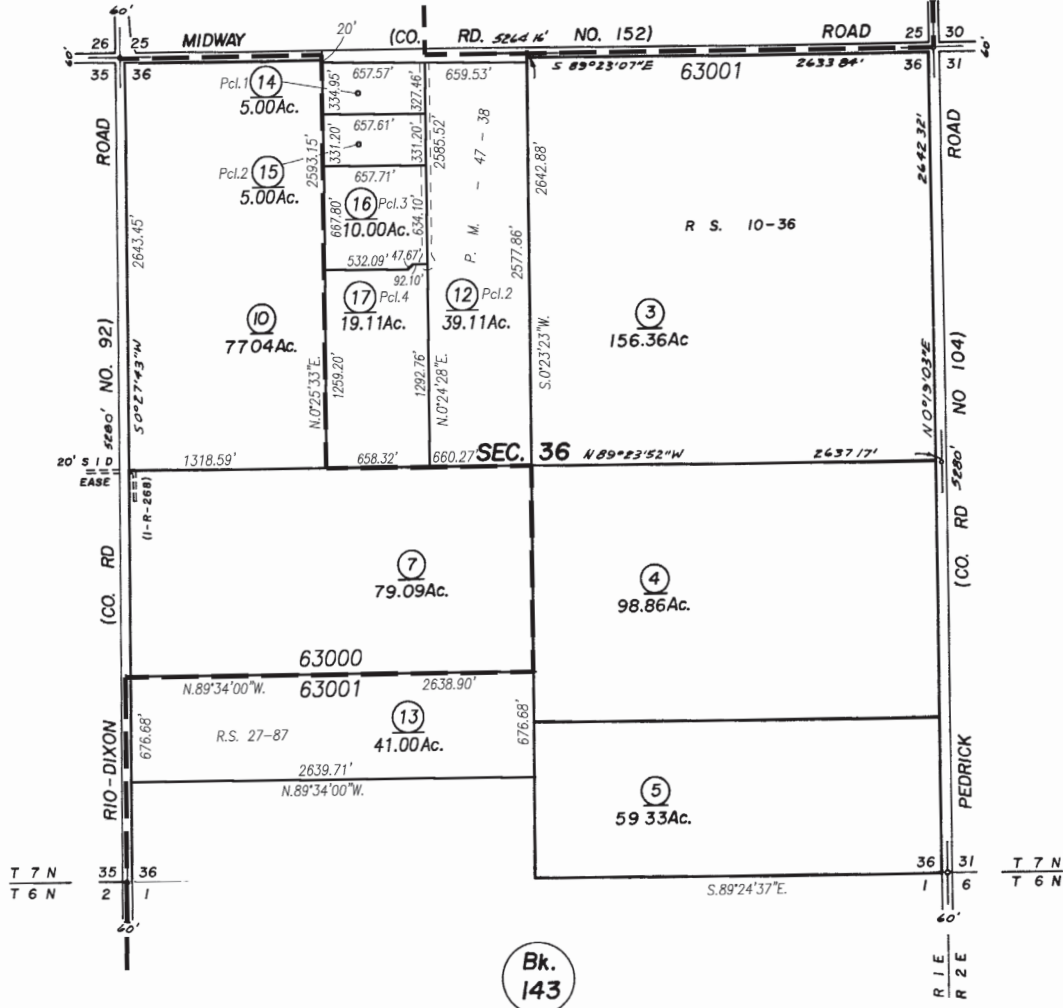 60'
20'
26 25 MIDWAY (CO. RD. 5264.16' NO. 152) ROAD 25 30
60' 60'
35 36 657.57' 659.53' S 89°23'07"E 63001 2633 84' 36 31
Pcl.1 14
5.00Ac.
334.95' 327.46'
657.61'
Pcl.2 15
5.00Ac.
331.20' 331.20'
657.71'
2593.15'
2585.52'
P. M. - 47 - 38
2642.88'
2642 32'
ROAD
ROAD
16 Pcl.3
10.00Ac.
667.80' 634.10'
R S. 10-36
2643.45'
2577.86'
532.09' 47.67'
92.10'
17 Pcl.4
19.11Ac.
12 Pcl.2
39.11Ac.
10
7704Ac.
3
156.36Ac
S 0°27'43"W
N.0°25'33"E.
1259.20'
1292.76'
N.0°24'28"E.
S.0°23'23"W.
N 0°19'03"E
5280' NO. 92)
NO 104)
20' S I D
EASE
(1-R-268)
1318.59' 658.32' 660.27' SEC. 36 N 89°23'52"W 2637 17'
5280'
(CO. RD
(CO. RD
7
79.09Ac.
4
98.86Ac.
63000
N.89°34'00"W. 63001 2638.90'
676.68'
R.S. 27-87
13
41.00Ac.
676.68'
2639.71'
N.89°34'00"W.
RIO-DIXON
PEDRICK
5
59 33Ac.
T 7 N 35 36 36 31 T 7 N
T 6 N 2 1 1 6 T 6 N
S.89°24'37"E.
60'
60'
R 1 E
R 2 E
Bk.
143